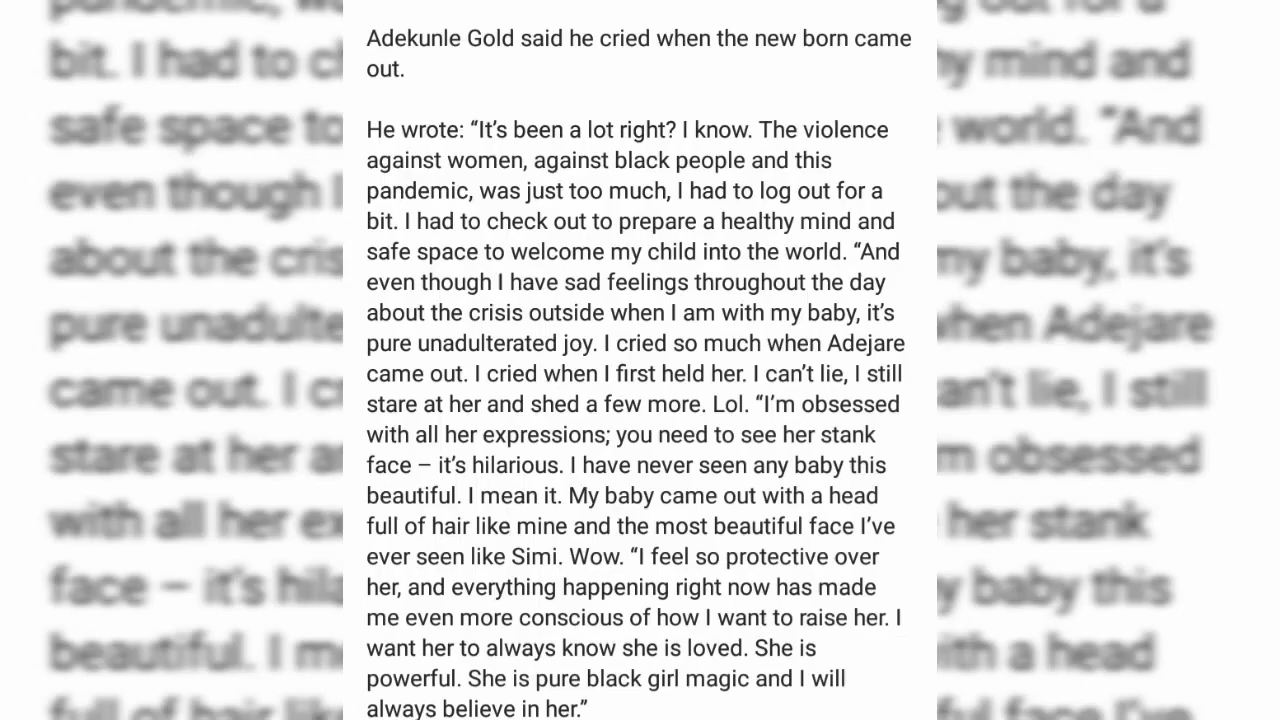 Adekunle Gold said he cried when the new born came
out.
He wrote: “It’s been a lot right? I know. The violence
against women, against black people and this
pandemic, was just too much, I had to log out for a
bit. I had to check out to prepare a healthy mind and
safe space to welcome my child into the world. “And
even though I have sad feelings throughout the day
about the crisis outside when I am with my baby, it’s
pure unadulterated joy. I cried so much when Adejare
came out. I cried when I first held her. I can’t lie, I still
stare at her and shed a few more. Lol. “I’m obsessed
with all her expressions; you need to see her stank
face – it’s hilarious. I have never seen any baby this
beautiful. I mean it. My baby came out with a head
full of hair like mine and the most beautiful face I’ve
ever seen like Simi. Wow. “I feel so protective over
her, and everything happening right now has made
me even more conscious of how I want to raise her. I
want her to always know she is loved. She is
powerful. She is pure black girl magic and I will
always believe in her.”